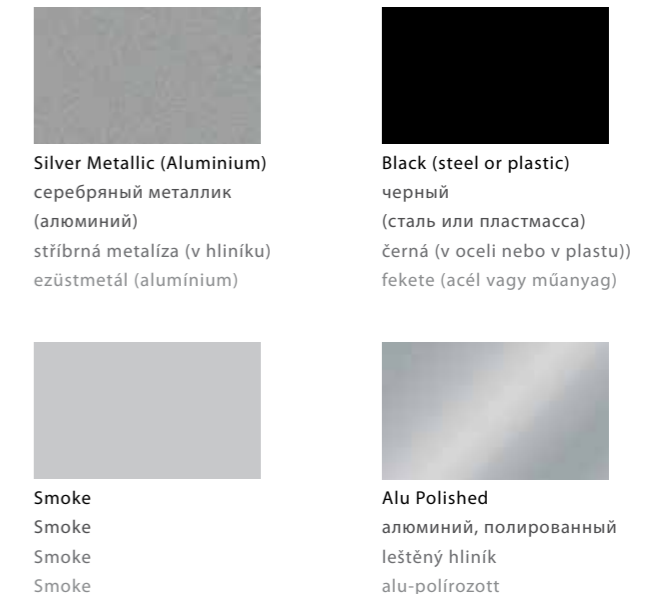 Silver Metallic (Aluminium)
серебряный металлик
(алюминий)
stříbrná metalíza (v hliníku)
ezüstmetál (alumínium)
Black (steel or plastic)
черный
(сталь или пластмасса)
černá (v oceli nebo v plastu))
fekete (acél vagy műanyag)
Smoke
Smoke
Smoke
Smoke
Alu Polished
алюминий, полированный
leštěný hliník
alu-polírozott